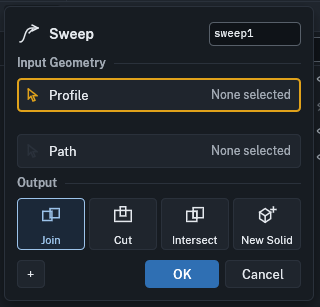 Sweep
sweep1
Input Geometry
Profile None selected
Path None selected
Output
Join Cut Intersect New Solid
+ OK Cancel